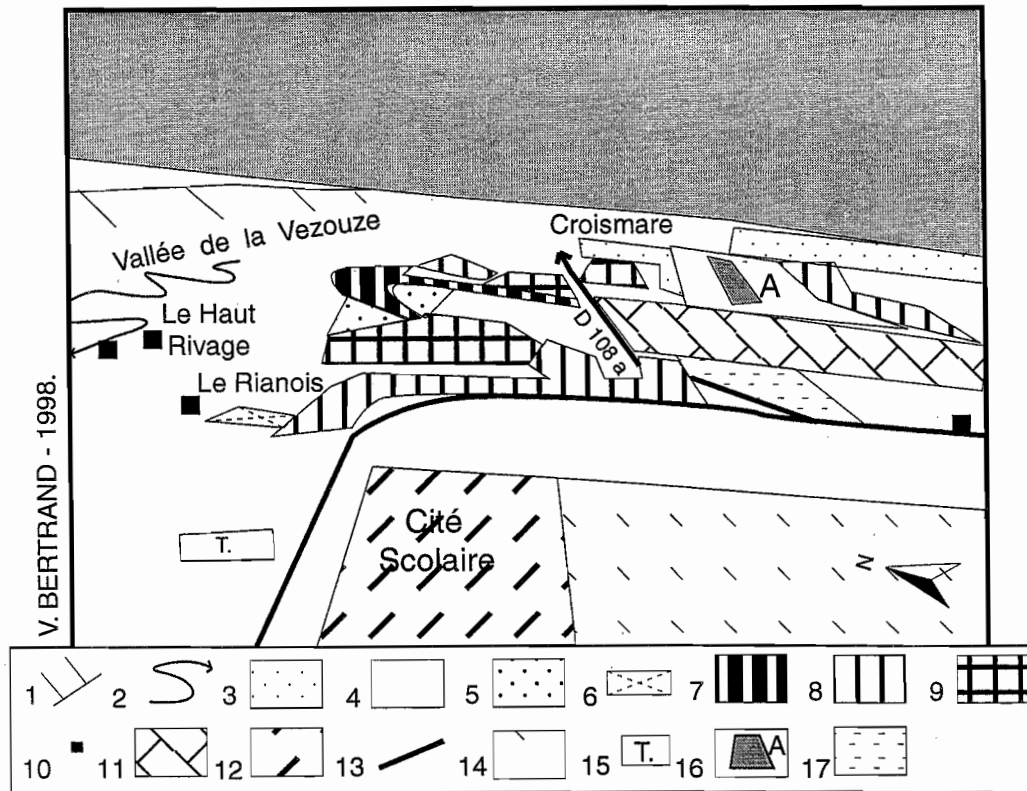 Croismare
Vallée de la Vezouze
A
Le Haut
Rivage
D 108 a
Le Rianois
Cité
Scolaire
T.
N
V. BERTRAND - 1998.
1 2 3 4 5 6 7 8 9
10 11 12 13 14 15 T. 16 A 17